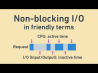 Non-blocking I/O
in friendly terms
CPU: active time
Request
I/O (Input/Output): inactive time